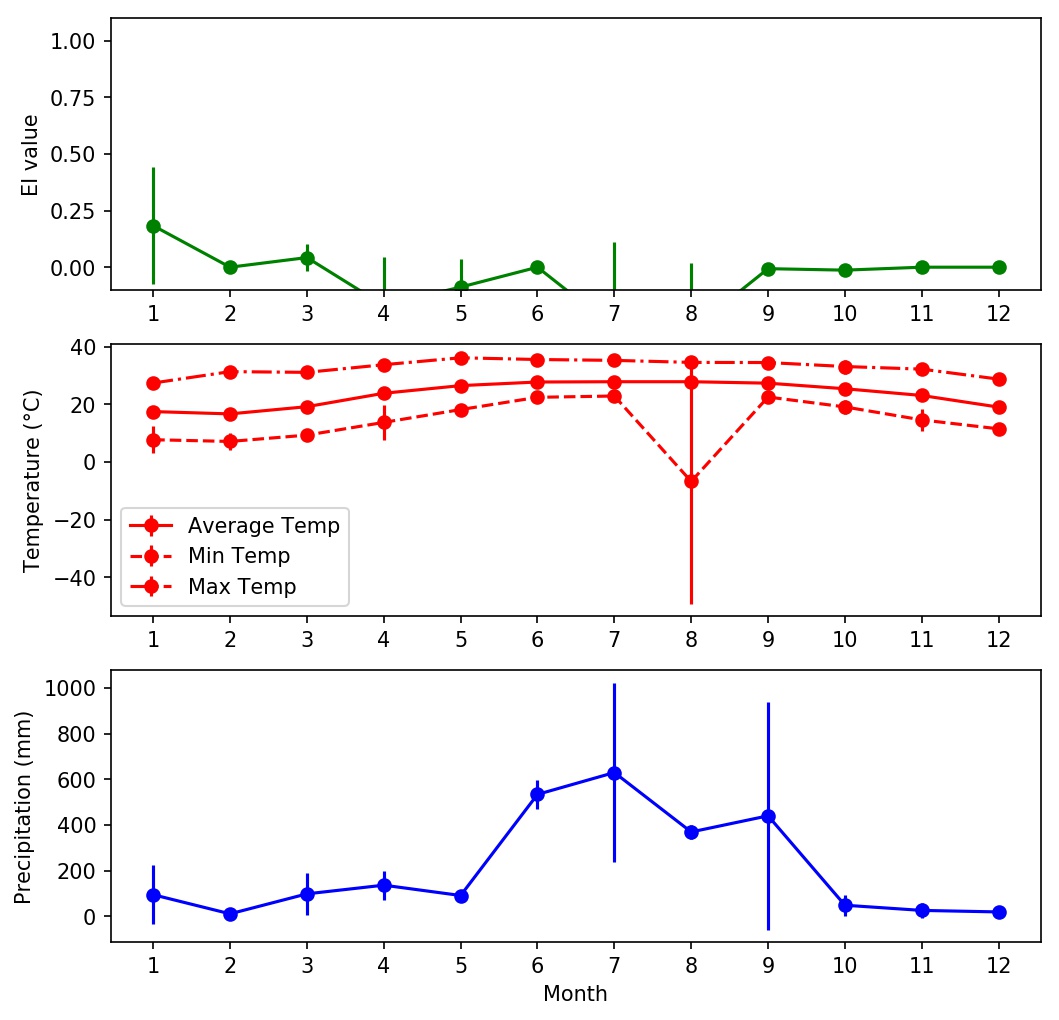 EI value
1.00
0.75
0.50
0.25
0.00
1 2 3 4 5 6 7 8 9 10 11 12
Temperature (°C)
40
20
0
−20
−40
Average Temp
Min Temp
Max Temp
1 2 3 4 5 6 7 8 9 10 11 12
Precipitation (mm)
1000
800
600
400
200
0
1 2 3 4 5 6 7 8 9 10 11 12
Month